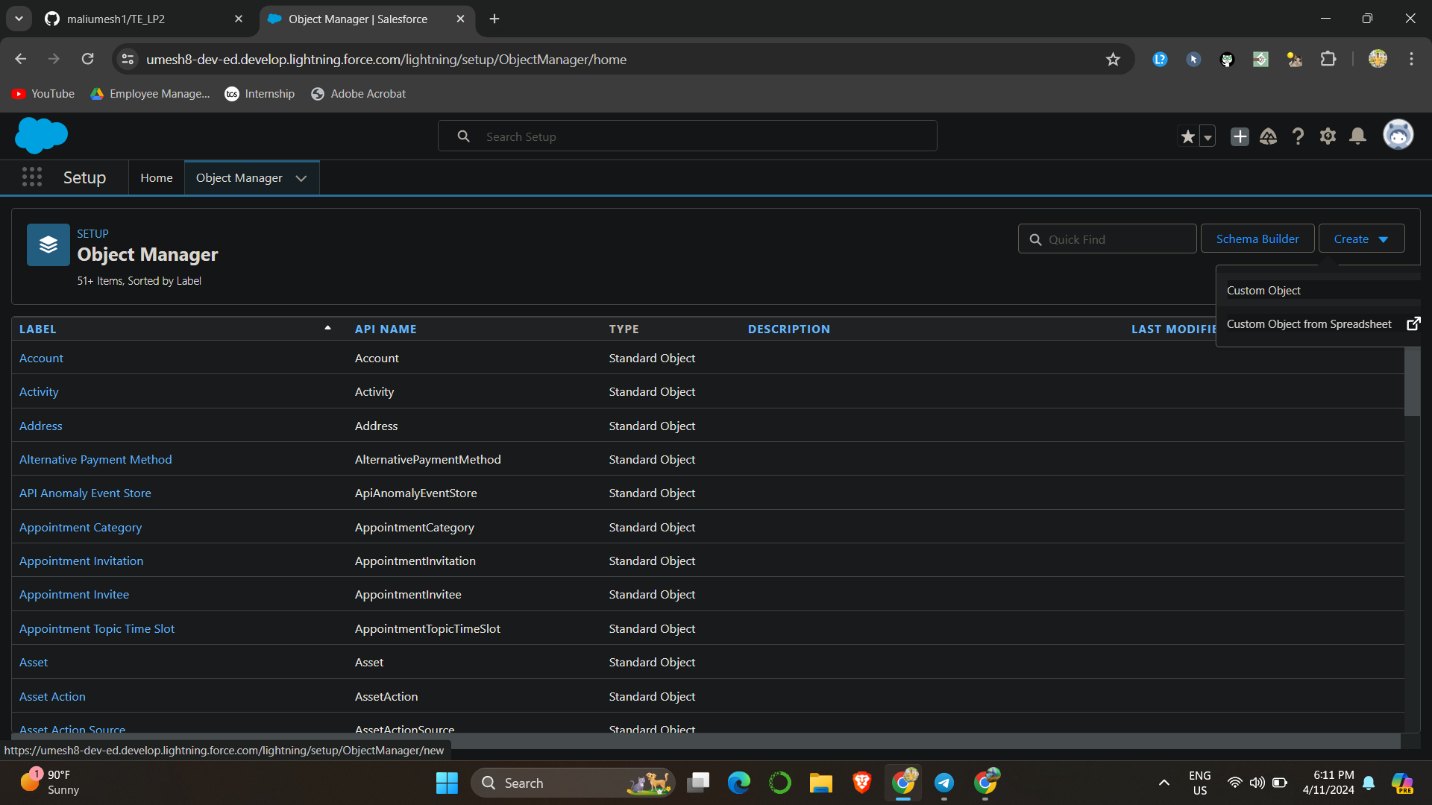 maliumesh1/TE_LP2
Object Manager | Salesforce
umesh8-dev-ed.develop.lightning.force.com/lightning/setup/ObjectManager/home
YouTube Employee Manage... Internship Adobe Acrobat
Search Setup
Setup Home Object Manager
SETUP
Object Manager
51+ Items, Sorted by Label
Quick Find Schema Builder Create
Custom Object
Custom Object from Spreadsheet
LABEL API NAME TYPE DESCRIPTION LAST MODIFIE
Account Account Standard Object
Activity Activity Standard Object
Address Address Standard Object
Alternative Payment Method AlternativePaymentMethod Standard Object
API Anomaly Event Store ApiAnomalyEventStore Standard Object
Appointment Category AppointmentCategory Standard Object
Appointment Invitation AppointmentInvitation Standard Object
Appointment Invitee AppointmentInvitee Standard Object
Appointment Topic Time Slot AppointmentTopicTimeSlot Standard Object
Asset Asset Standard Object
Asset Action AssetAction Standard Object
Asset Action Source AssetActionSource Standard Object
https://umesh8-dev-ed.develop.lightning.force.com/lightning/setup/ObjectManager/new
1
90°F
Sunny
Search
ENG
US
6:11 PM
4/11/2024
PRE